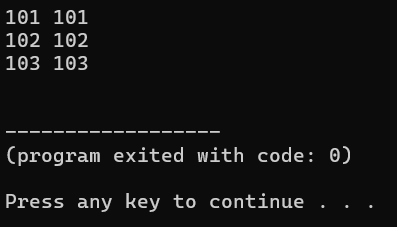 101 101
102 102
103 103
------------------
(program exited with code: 0)
Press any key to continue . . .